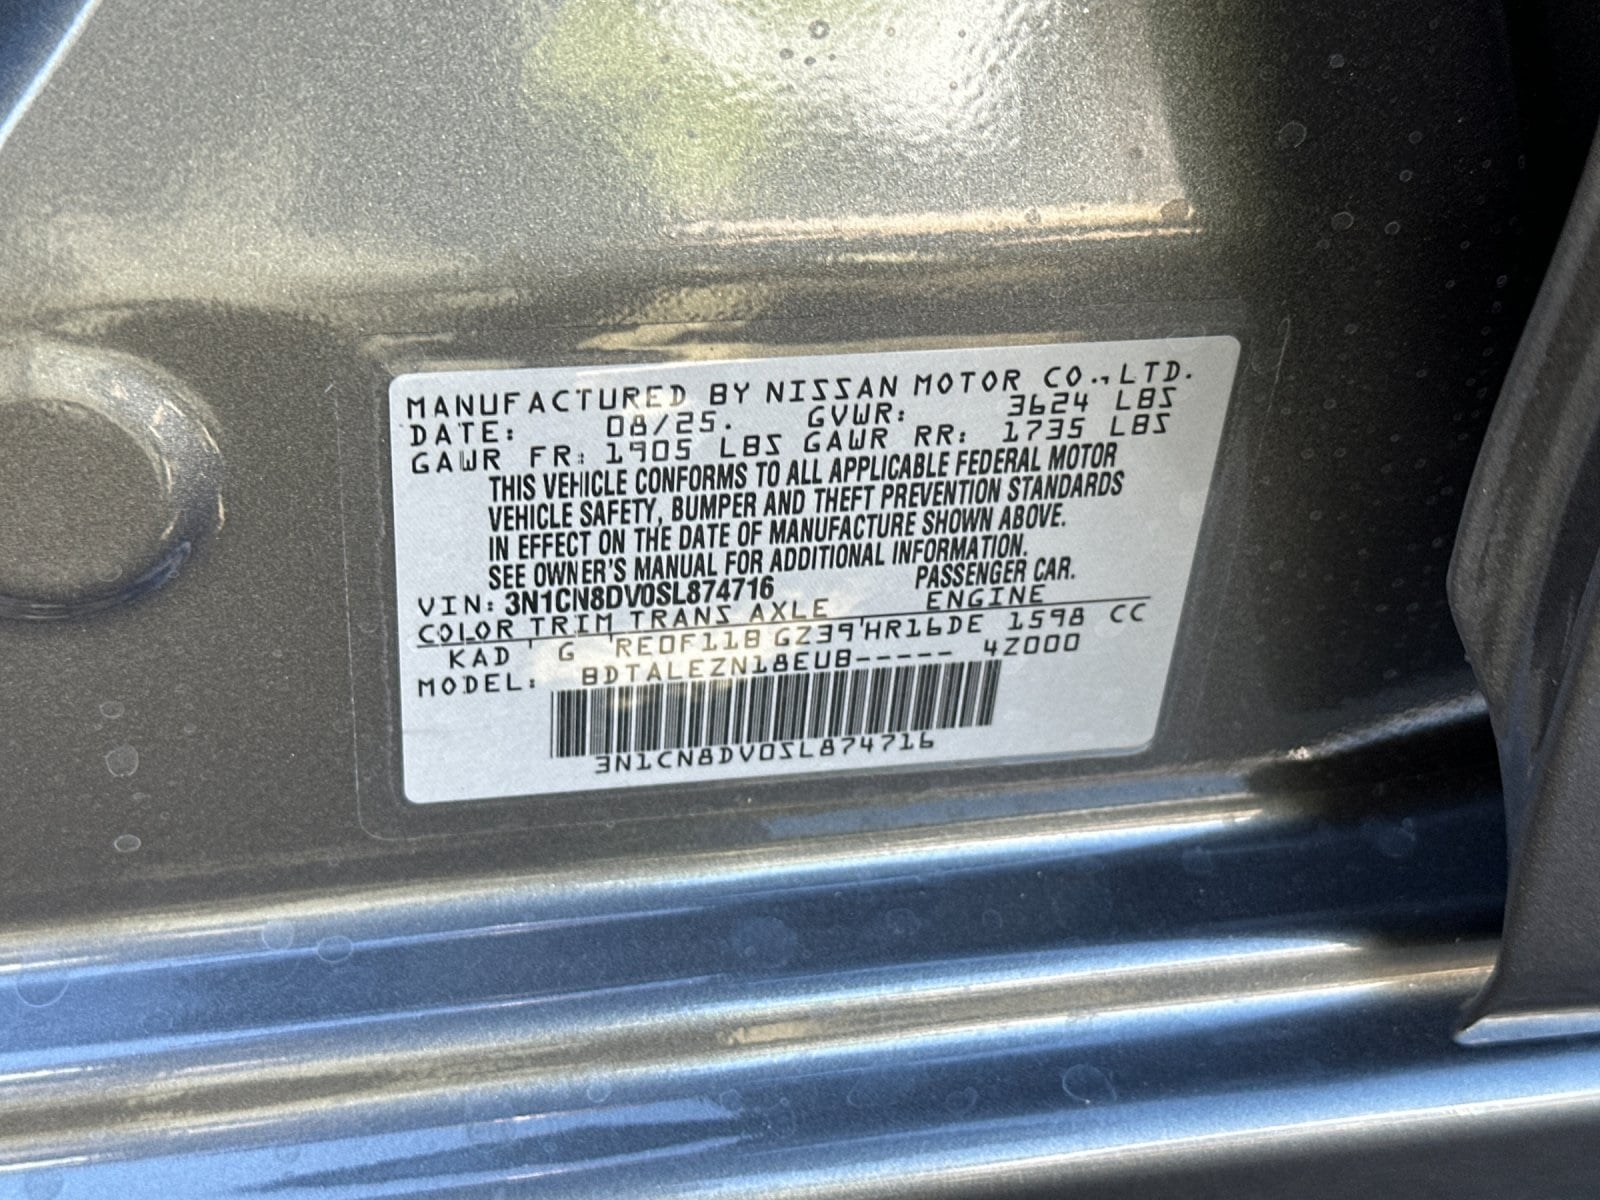 MANUFACTURED BY NISSAN MOTOR CO., LTD.
DATE: 08/25. GVWR: 3624 LBS
GAWR FR: 1905 LBS GAWR RR: 1735 LBS
THIS VEHICLE CONFORMS TO ALL APPLICABLE FEDERAL MOTOR
VEHICLE SAFETY, BUMPER AND THEFT PREVENTION STANDARDS
IN EFFECT ON THE DATE OF MANUFACTURE SHOWN ABOVE.
SEE OWNER'S MANUAL FOR ADDITIONAL INFORMATION.
VIN: 3N1CN8DV0SL874716 PASSENGER CAR.
COLOR TRIM TRANS AXLE ENGINE
KAD G RE0F11B GZ39 HR16DE 1598 CC
MODEL: BDTALEZN18EUB----- 4Z000
3N1CN8DV0SL874716